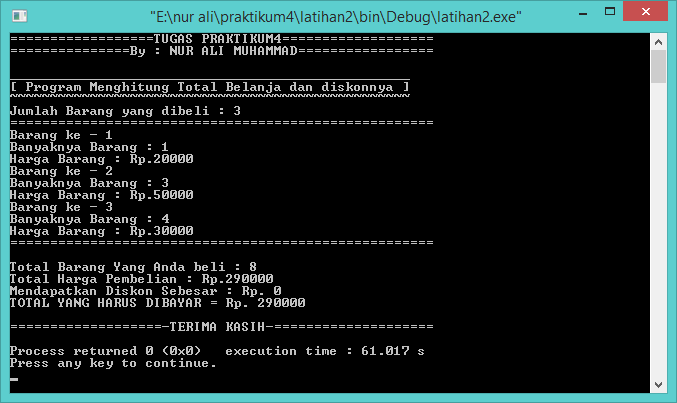 "E:\nur ali\praktikum4\latihan2\bin\Debug\latihan2.exe"
==================TUGAS PRAKTIKUM4===================
===============By : NUR ALI MUHAMMAD=================
__________________________________________________
[ Program Menghitung Total Belanja dan diskonnya ]
~~~~~~~~~~~~~~~~~~~~~~~~~~~~~~~~~~~~~~~~~~~~~~~~~~
Jumlah Barang yang dibeli : 3
=====================================================
Barang ke - 1
Banyaknya Barang : 1
Harga Barang : Rp.20000
Barang ke - 2
Banyaknya Barang : 3
Harga Barang : Rp.50000
Barang ke - 3
Banyaknya Barang : 4
Harga Barang : Rp.30000
=====================================================
Total Barang Yang Anda beli : 8
Total Harga Pembelian : Rp.290000
Mendapatkan Diskon Sebesar : Rp. 0
TOTAL YANG HARUS DIBAYAR = Rp. 290000
===================-TERIMA KASIH-====================
Process returned 0 (0x0)   execution time : 61.017 s
Press any key to continue.